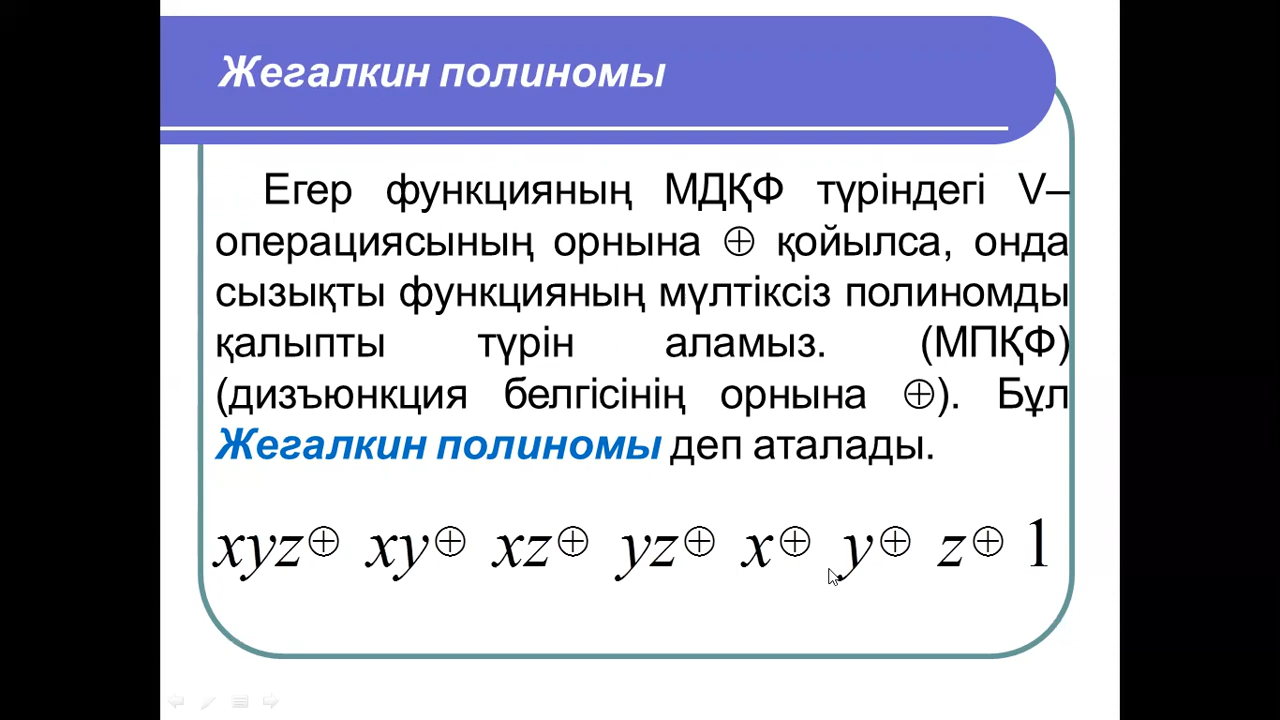 Жегалкин полиномы
Егер функцияның МДҚФ түріндегі V–
операциясының орнына ⊕ қойылса, онда
сызықты функцияның мүлтіксіз полиномды
қалыпты түрін аламыз. (МПҚФ)
(дизъюнкция белгісінің орнына ⊕). Бұл
Жегалкин полиномы деп аталады.
xyz⊕ xy⊕ xz⊕ yz⊕ x⊕ y⊕ z⊕ 1